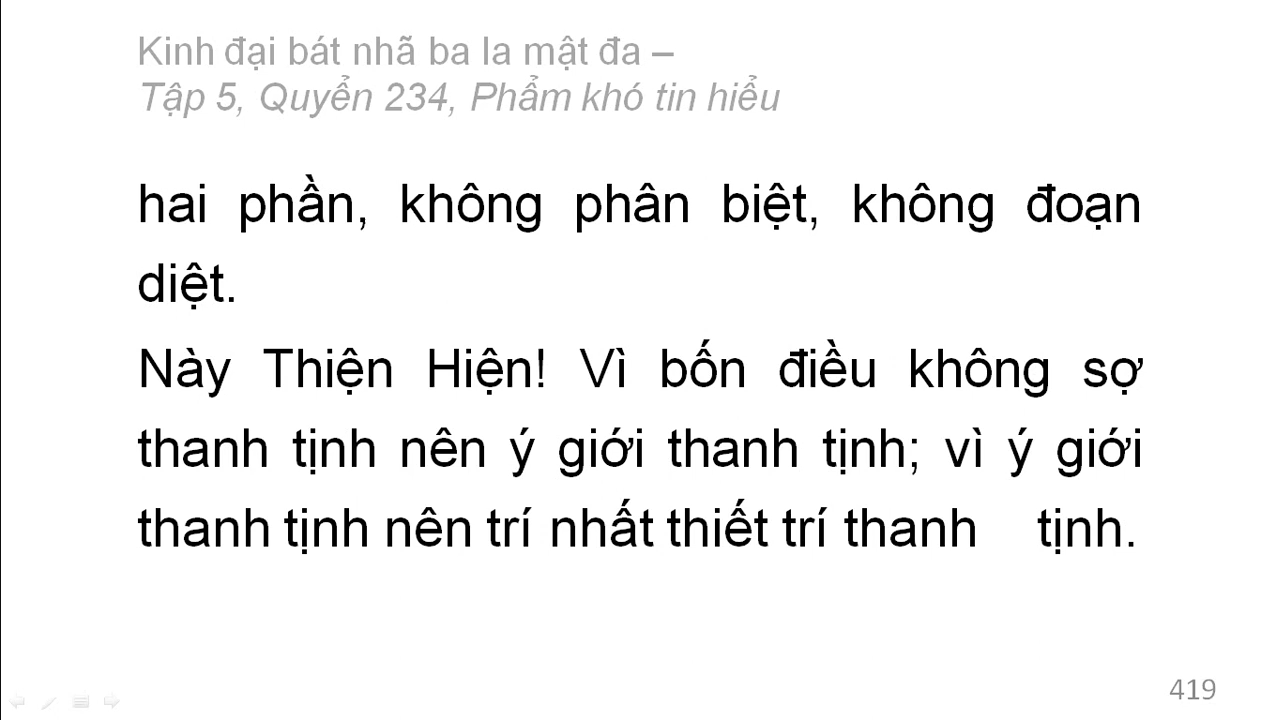 Kinh đại bát nhã ba la mật đa –
Tập 5, Quyển 234, Phẩm khó tin hiểu
hai phần, không phân biệt, không đoạn
diệt.
Này Thiện Hiện! Vì bốn điều không sợ
thanh tịnh nên ý giới thanh tịnh; vì ý giới
thanh tịnh nên trí nhất thiết trí thanh tịnh.
419